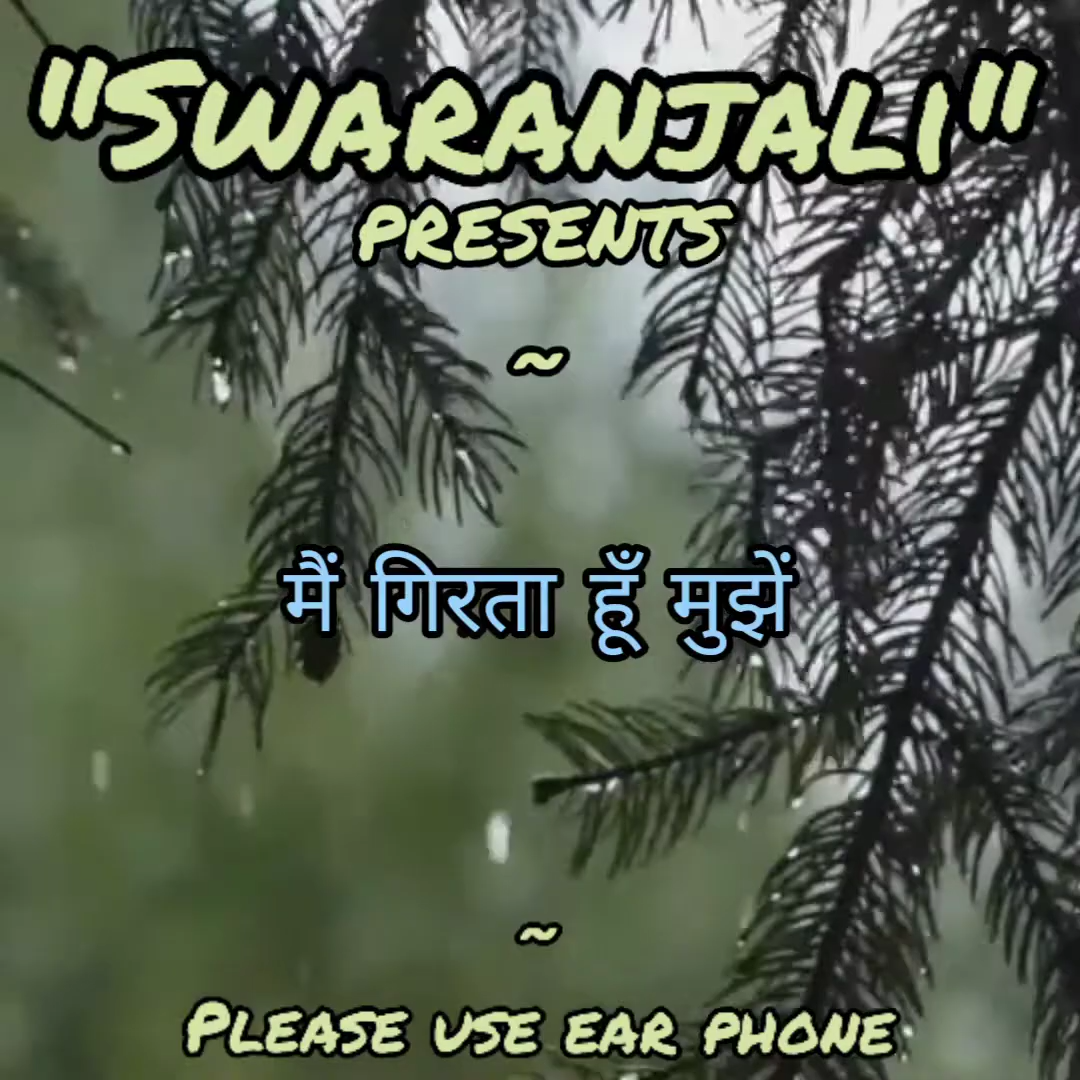 "SWARANJALI"
PRESENTS
~
मैं गिरता हूँ मुझें
~
PLEASE USE EAR PHONE